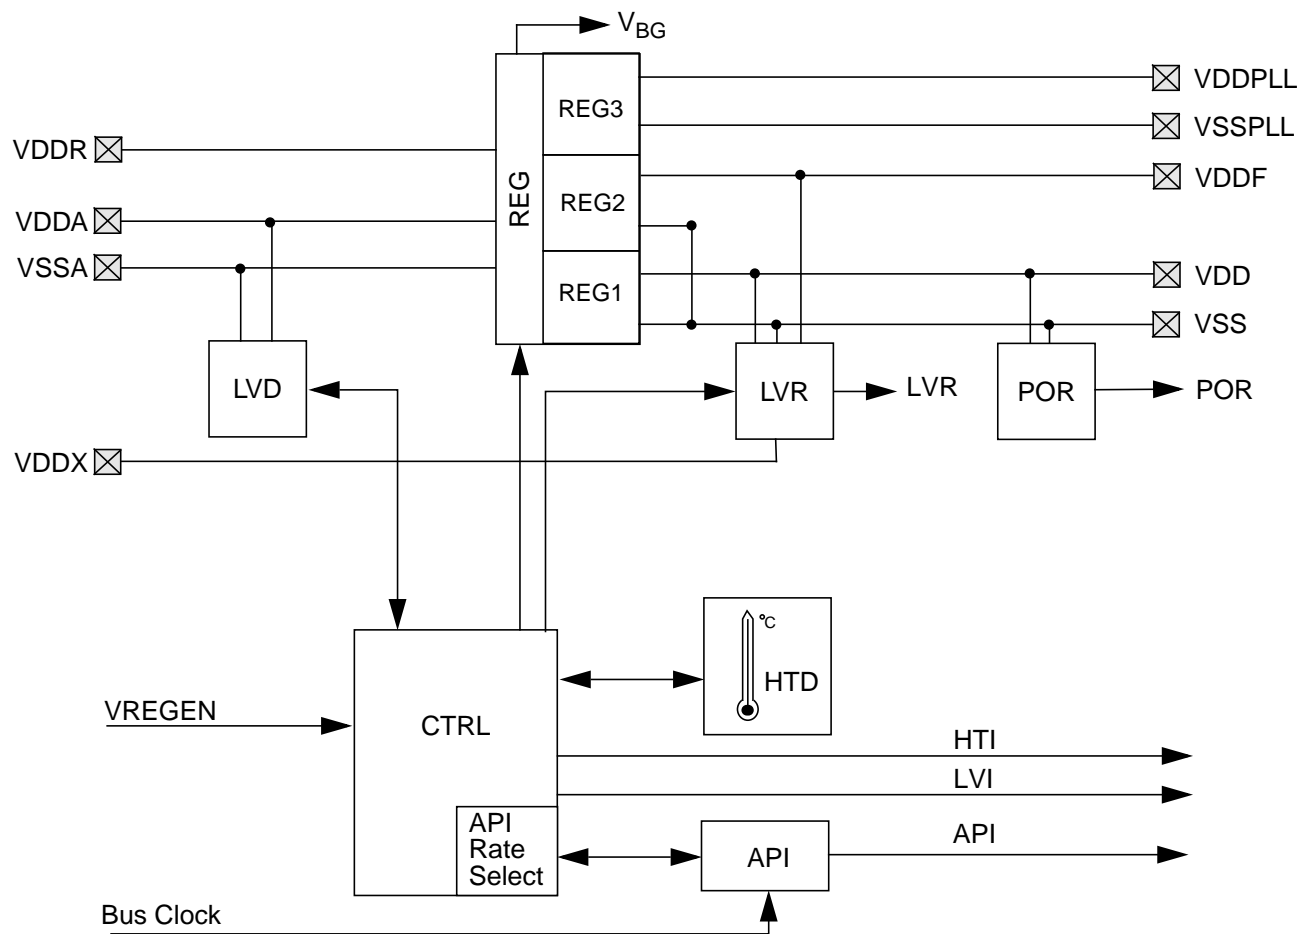 VBG
VDDPLL
REG3
VSSPLL
VDDR
REG
VDDF
REG2
VDDA
VSSA
VDD
REG1
VSS
LVD
LVR
LVR
POR
POR
VDDX
°C
HTD
VREGEN
CTRL
HTI
LVI
API
Rate
Select
API
API
Bus Clock